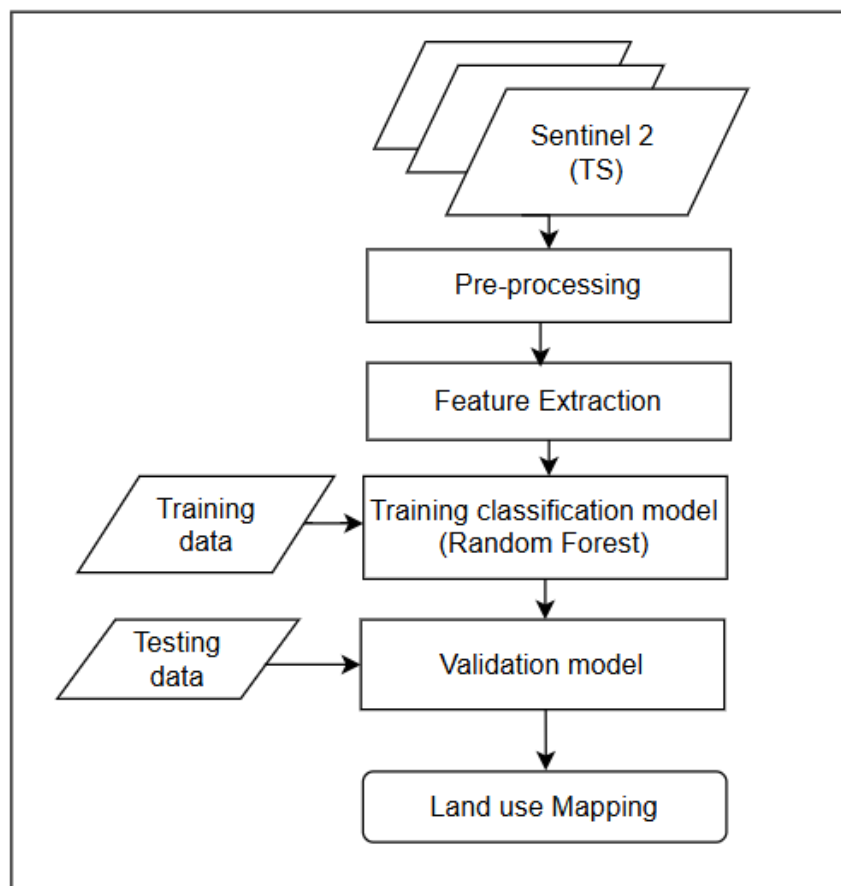 Sentinel 2
(TS)
Pre-processing
Feature Extraction
Training
data
Training classification model
(Random Forest)
Testing
data
Validation model
Land use Mapping